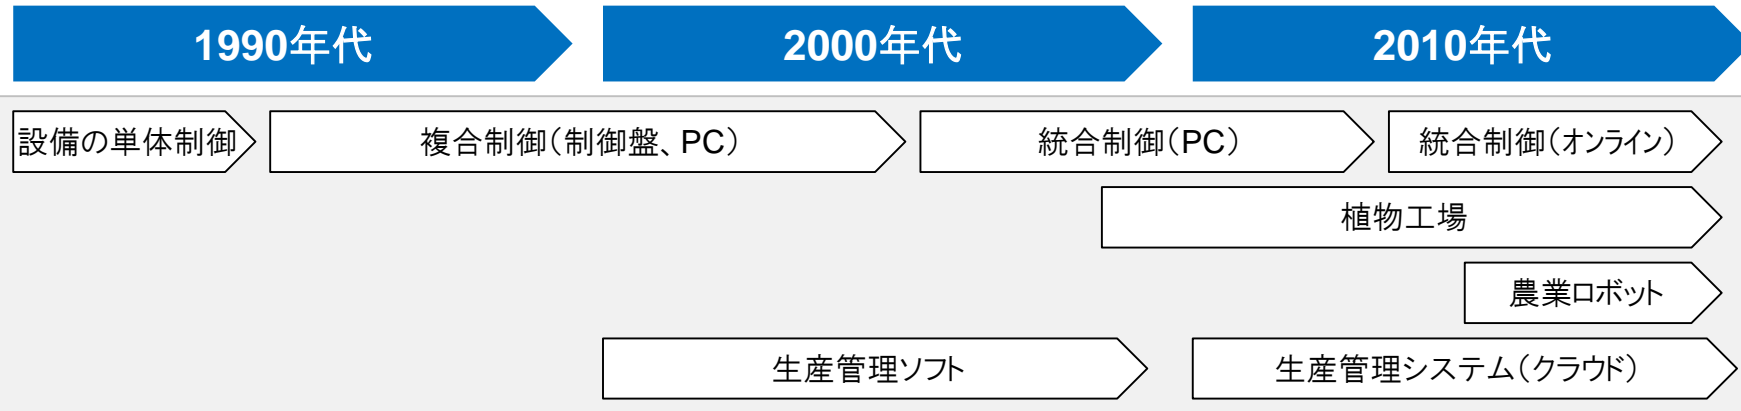 1990年代
2000年代
2010年代
設備の単体制御
複合制御（制御盤、PC）
統合制御（PC）
統合制御（オンライン）
植物工場
農業ロボット
生産管理ソフト
生産管理システム（クラウド）